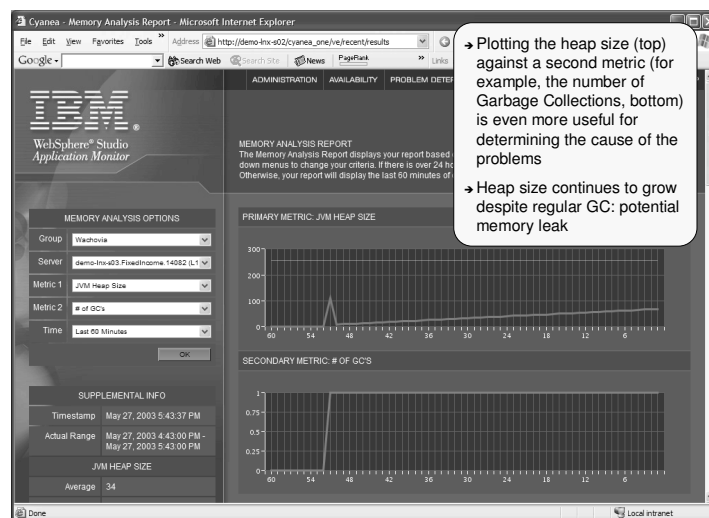 Cyanea - Memory Analysis Report - Microsoft Internet Explorer
File Edit View Favorites Tools » Address http://demo-lnx-s02/cyanea_one/ve/recent/results
Google Search Web Search Site News PageRank » Links
ADMINISTRATION AVAILABILITY PROBLEM DETER
IBM®
WebSphere® Studio
Application Monitor
MEMORY ANALYSIS REPORT
The Memory Analysis Report displays your report based
down menus to change your criteria. If there is over 24 ho
Otherwise, your report will display the last 60 minutes of
→ Plotting the heap size (top)
against a second metric (for
example, the number of
Garbage Collections, bottom)
is even more useful for
determining the cause of the
problems
→ Heap size continues to grow
despite regular GC: potential
memory leak
MEMORY ANALYSIS OPTIONS
Group Wachovia
Server demo-lnx-s03.FixedIncome.14082 (L1
Metric 1 JVM Heap Size
Metric 2 # of GC's
Time Last 60 Minutes
OK
SUPPLEMENTAL INFO
Timestamp May 27, 2003 5:43:37 PM
Actual Range May 27, 2003 4:43:00 PM -
May 27, 2003 5:43:00 PM
JVM HEAP SIZE
Average 34
PRIMARY METRIC: JVM HEAP SIZE
300
200
100
0
60 54 48 42 36 30 24 18 12 6
SECONDARY METRIC: # OF GC'S
1
0.75
0.5
0.25
0
60 54 48 42 36 30 24 18 12 6
Done Local intranet